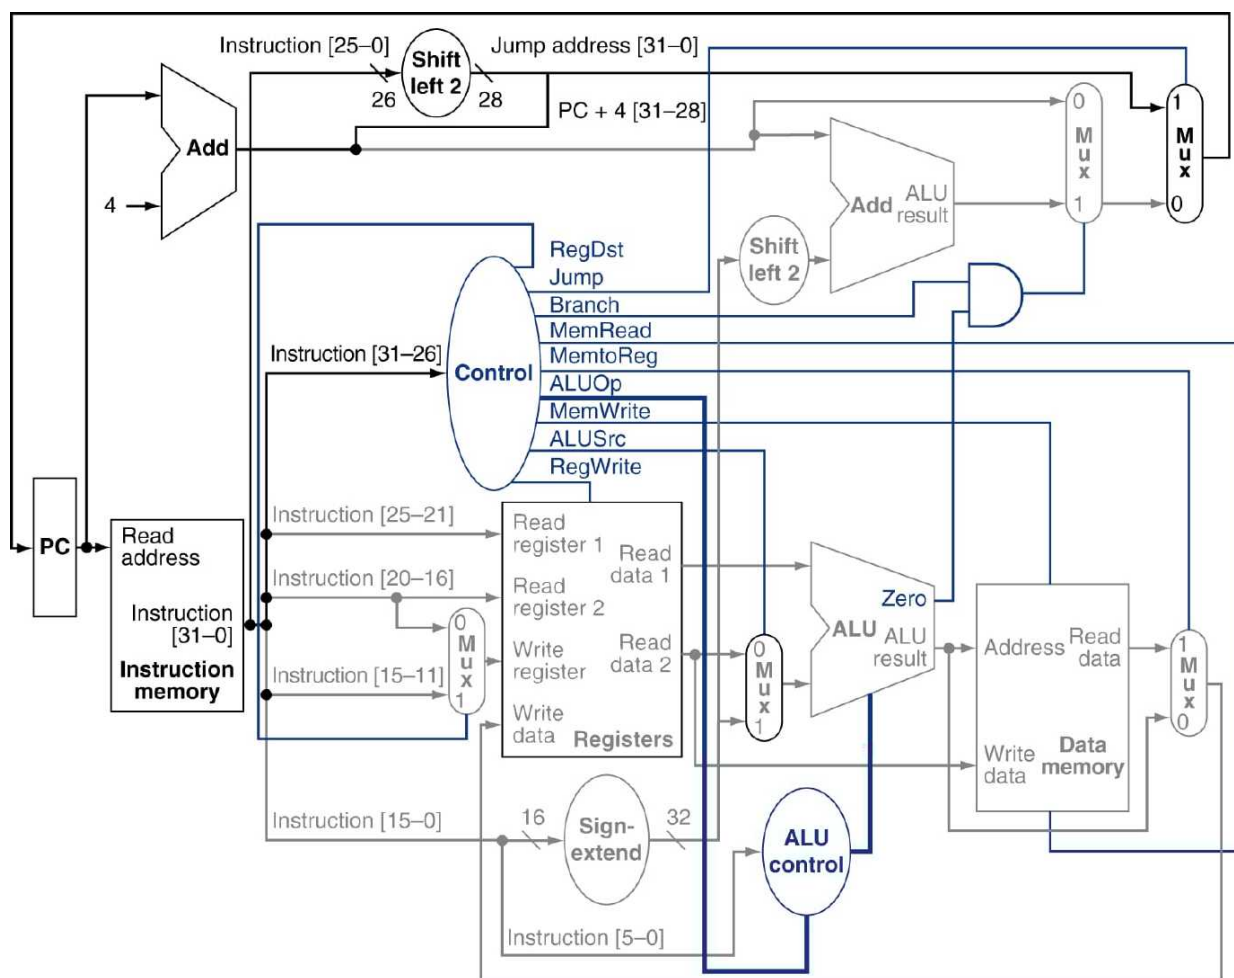 Instruction [25–0]
Shift
left 2
Jump address [31–0]
26
28
PC + 4 [31–28]
Add
4
0
M
u
x
1
1
M
u
x
0
Add
ALU
result
Shift
left 2
RegDst
Jump
Branch
MemRead
MemtoReg
ALUOp
MemWrite
ALUSrc
RegWrite
Instruction [31–26]
Control
PC
Read
address
Instruction
[31–0]
Instruction
memory
Instruction [25–21]
Instruction [20–16]
Instruction [15–11]
0
M
u
x
1
Read
register 1
Read
register 2
Write
register
Write
data
Read
data 1
Read
data 2
Registers
0
M
u
x
1
Zero
ALU
ALU
result
Address
Read
data
Write
data
Data
memory
1
M
u
x
0
Instruction [15–0]
16
Sign-
extend
32
ALU
control
Instruction [5–0]